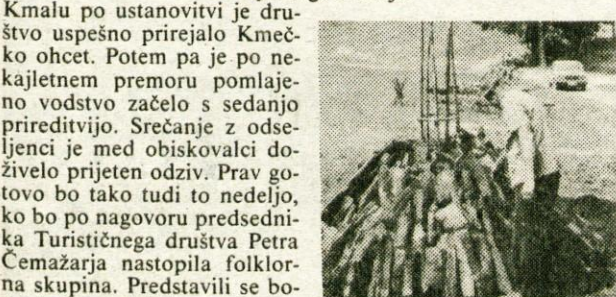 Kmalu po ustanovitvi je dru-
štvo uspešno prirejalo Kmeč-
ko ohcet. Potem pa je po ne-
kajletnem premoru pomlaje-
no vodstvo začelo s sedanjo
prireditvijo. Srečanje z odse-
ljenci je med obiskovalci do-
živelo prijeten odziv. Prav go-
tovo bo tako tudi to nedeljo,
ko bo po nagovoru predsedni-
ka Turističnega društva Petra
Čemažarja nastopila folklor-
na skupina. Predstavili se bo-